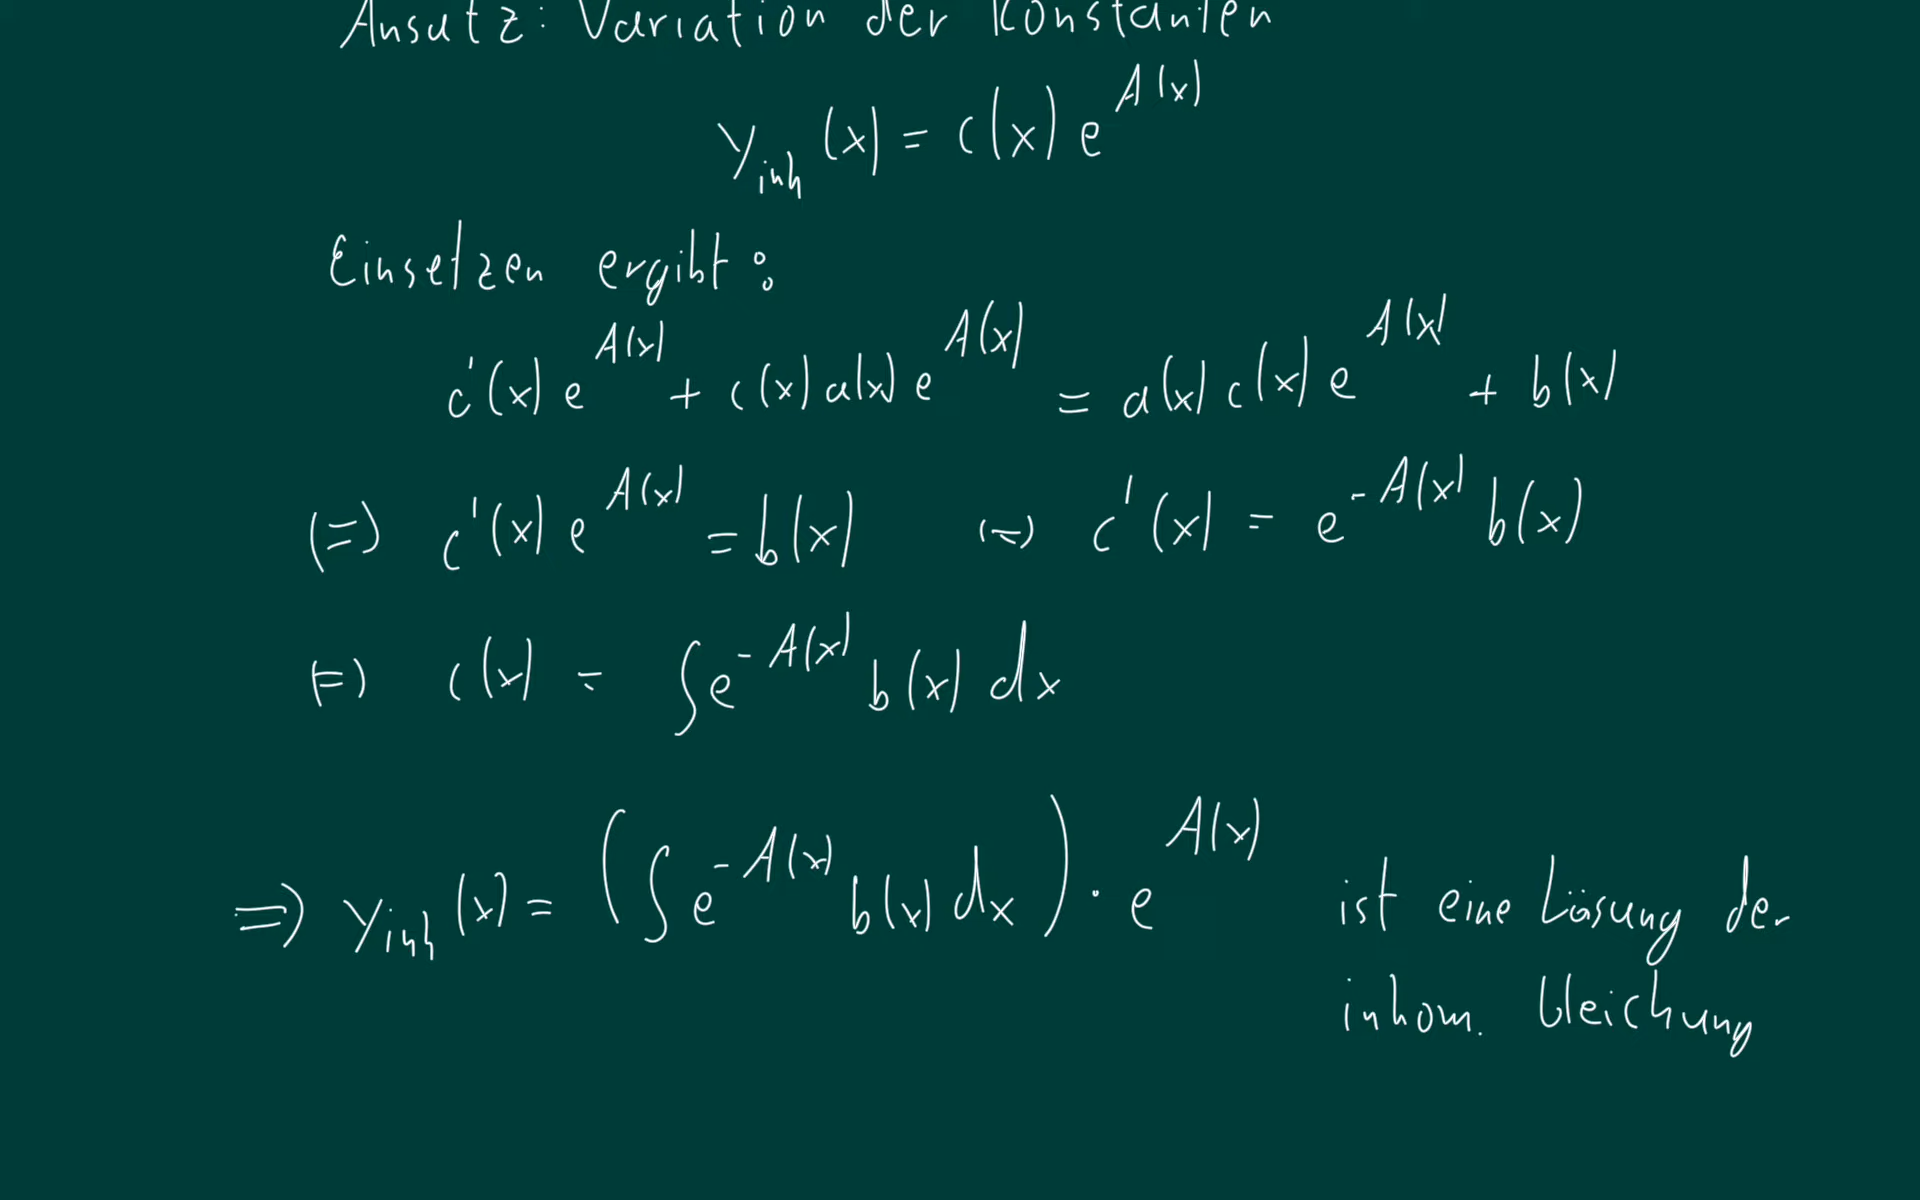 Ansatz: Variation der Konstanten
y_inh (x) = c(x) e^A(x)
Einsetzen ergibt:
c'(x) e^A(x) + c(x) a(x) e^A(x) = a(x) c(x) e^A(x) + b(x)
(=) c'(x) e^A(x) = b(x) (=) c'(x) = e^-A(x) b(x)
(=) c(x) = ∫ e^-A(x) b(x) dx
=> y_inh (x) = (∫ e^-A(x) b(x) dx) · e^A(x) ist eine Lösung der
inhom. Gleichung